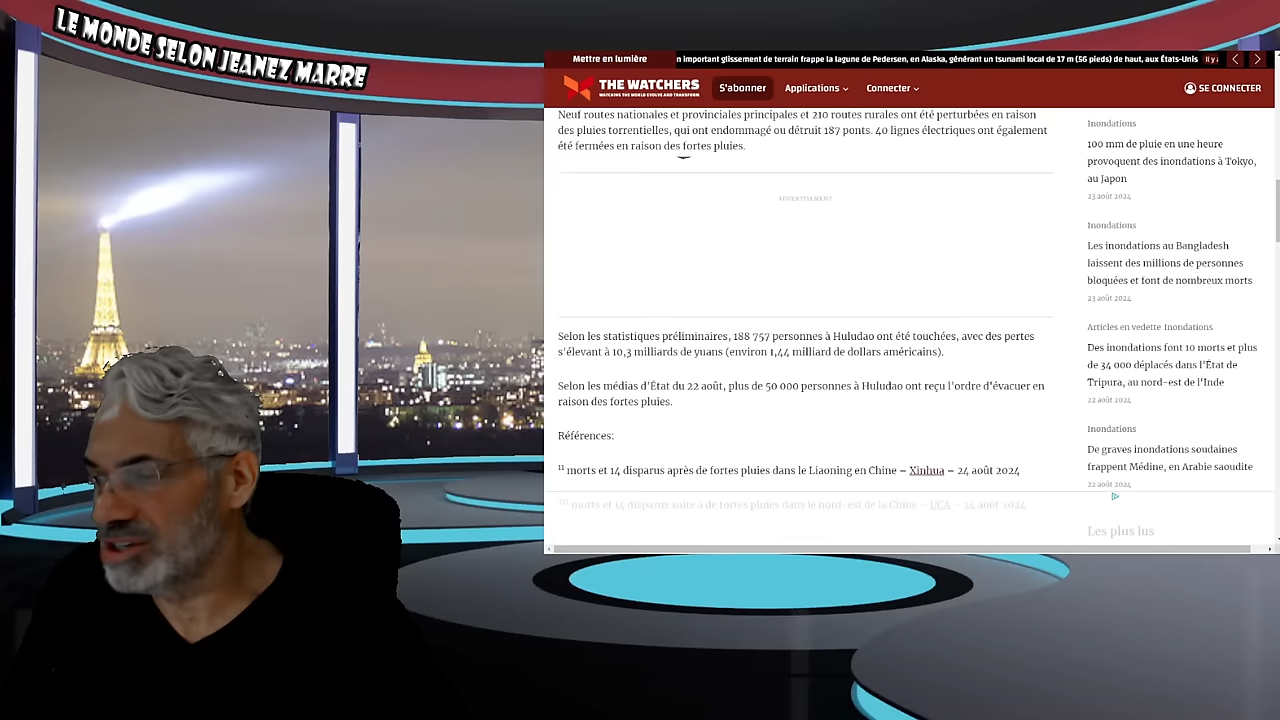 LE MONDE SELON JEANEZ MARRE
Mettre en lumière
n important glissement de terrain frappe la lagune de Pedersen, en Alaska, générant un tsunami local de 17 m (56 pieds) de haut, aux États-Unis
Il y a
THE WATCHERS
WATCHING THE WORLD EVOLVE AND TRANSFORM
S'abonner
Applications
Connecter
SE CONNECTER
Neuf routes nationales et provinciales principales et 210 routes rurales ont été perturbées en raison
des pluies torrentielles, qui ont endommagé ou détruit 187 ponts. 40 lignes électriques ont également
été fermées en raison des fortes pluies.
ADVERTISEMENT
Selon les statistiques préliminaires, 188 757 personnes à Huludao ont été touchées, avec des pertes
s'élevant à 10,3 milliards de yuans (environ 1,44 milliard de dollars américains).
Selon les médias d'État du 22 août, plus de 50 000 personnes à Huludao ont reçu l'ordre d'évacuer en
raison des fortes pluies.
Références:
11 morts et 14 disparus après de fortes pluies dans le Liaoning en Chine – Xinhua – 24 août 2024
morts et 14 disparus suite à de fortes pluies dans le nord-est de la Chine – UCA – 24 août 2024
Inondations
100 mm de pluie en une heure
provoquent des inondations à Tokyo,
au Japon
23 août 2024
Inondations
Les inondations au Bangladesh
laissent des millions de personnes
bloquées et font de nombreux morts
23 août 2024
Articles en vedette Inondations
Des inondations font 10 morts et plus
de 34 000 déplacés dans l'État de
Tripura, au nord-est de l'Inde
22 août 2024
Inondations
De graves inondations soudaines
frappent Médine, en Arabie saoudite
22 août 2024
Les plus lus